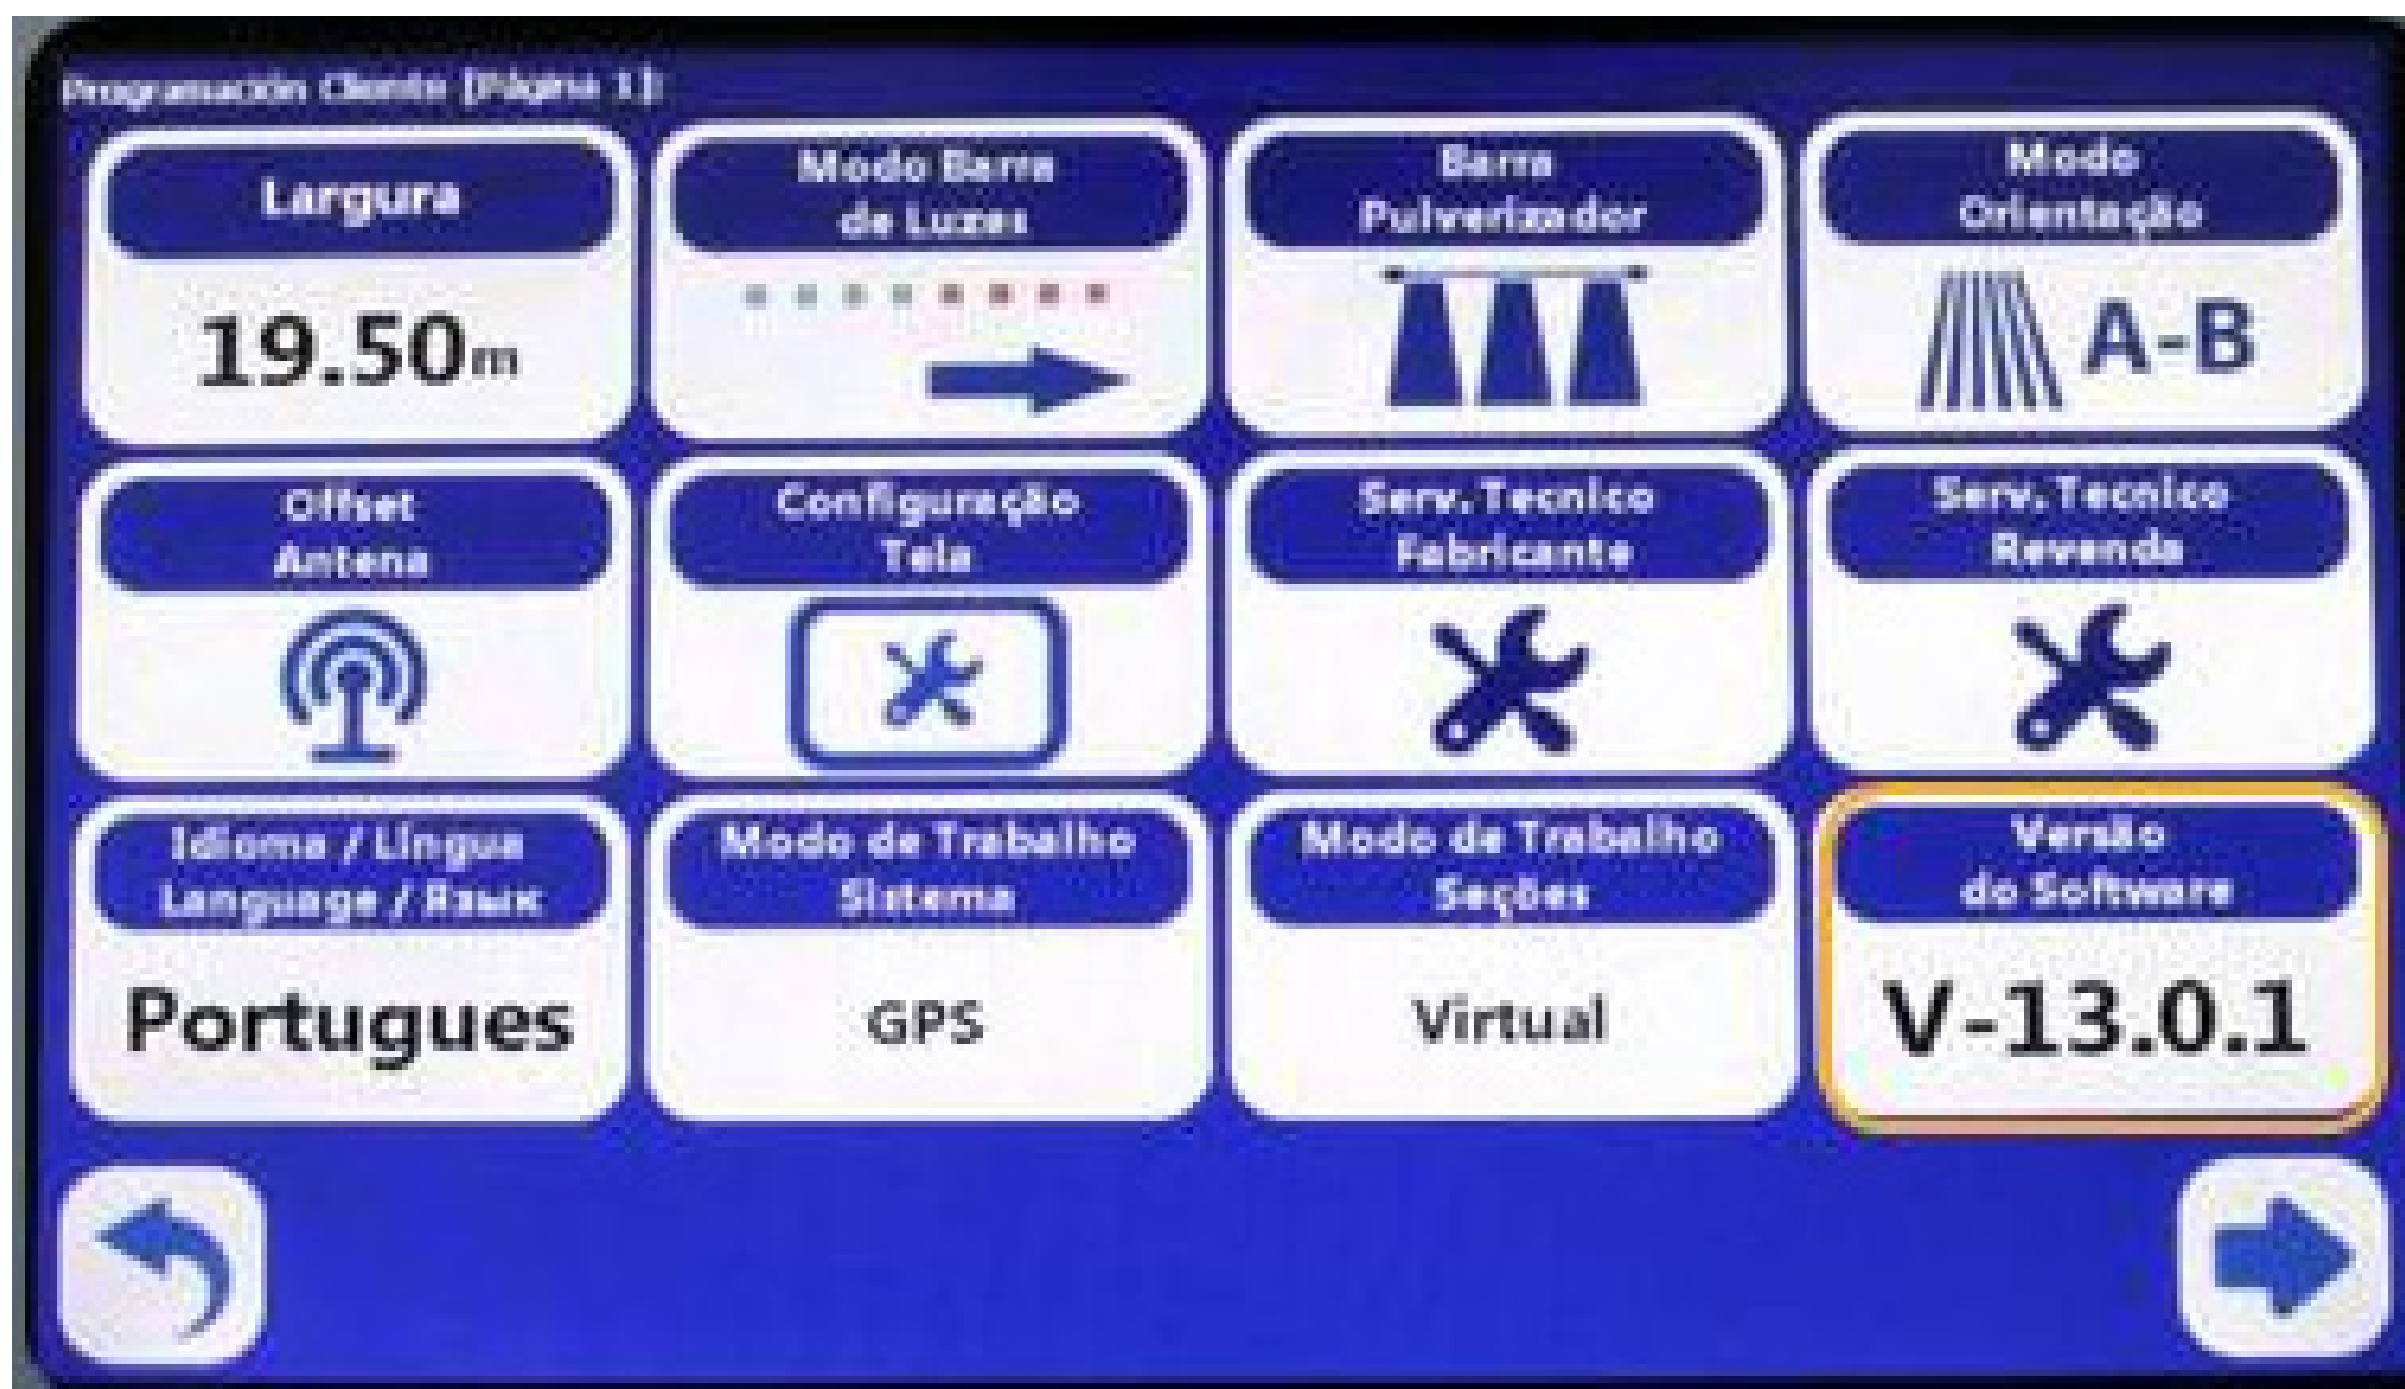 Programación Cliente [Página 1]:
Largura
19.50m
Modo Barra
de Luzes
Barra
Pulverizador
Modo
Orientação
A-B
Offset
Antena
Configuração
Tela
Serv. Tecnico
Fabricante
Serv. Tecnico
Revenda
Idioma / Língua
Language / Язык
Portugues
Modo de Trabalho
Sistema
GPS
Modo de Trabalho
Seções
Virtual
Versão
do Software
V-13.0.1